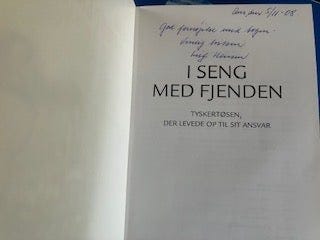 5/11-08
God fornøjelse med bogen.
Venlig hilsen
Hansen
I SENG
MED FJENDEN
TYSKERTØSEN,
DER LEVEDE OP TIL SIT ANSVAR